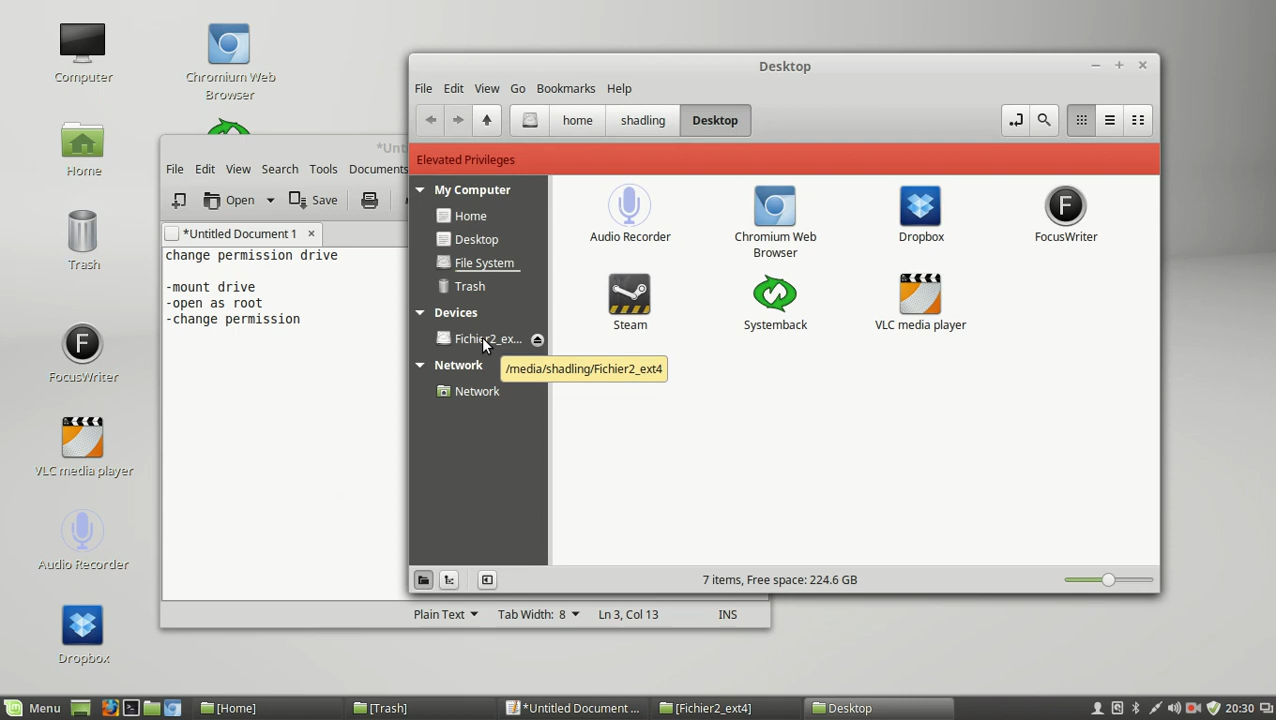 Computer
Chromium Web
Browser
Home
Trash
FocusWriter
VLC media player
Audio Recorder
Dropbox
*Unt
File Edit View Search Tools Documents
Open Save
*Untitled Document 1
change permission drive
-mount drive
-open as root
-change permission
Plain Text Tab Width: 8 Ln 3, Col 13 INS
Desktop
File Edit View Go Bookmarks Help
home shadling Desktop
Elevated Privileges
My Computer
Home
Desktop
File System
Trash
Devices
Fichier2_ex...
/media/shadling/Fichier2_ext4
Network
Network
Audio Recorder
Chromium Web
Browser
Dropbox
FocusWriter
Steam
Systemback
VLC media player
7 items, Free space: 224.6 GB
Menu [Home] [Trash] *Untitled Document ... [Fichier2_ext4] Desktop 20:30